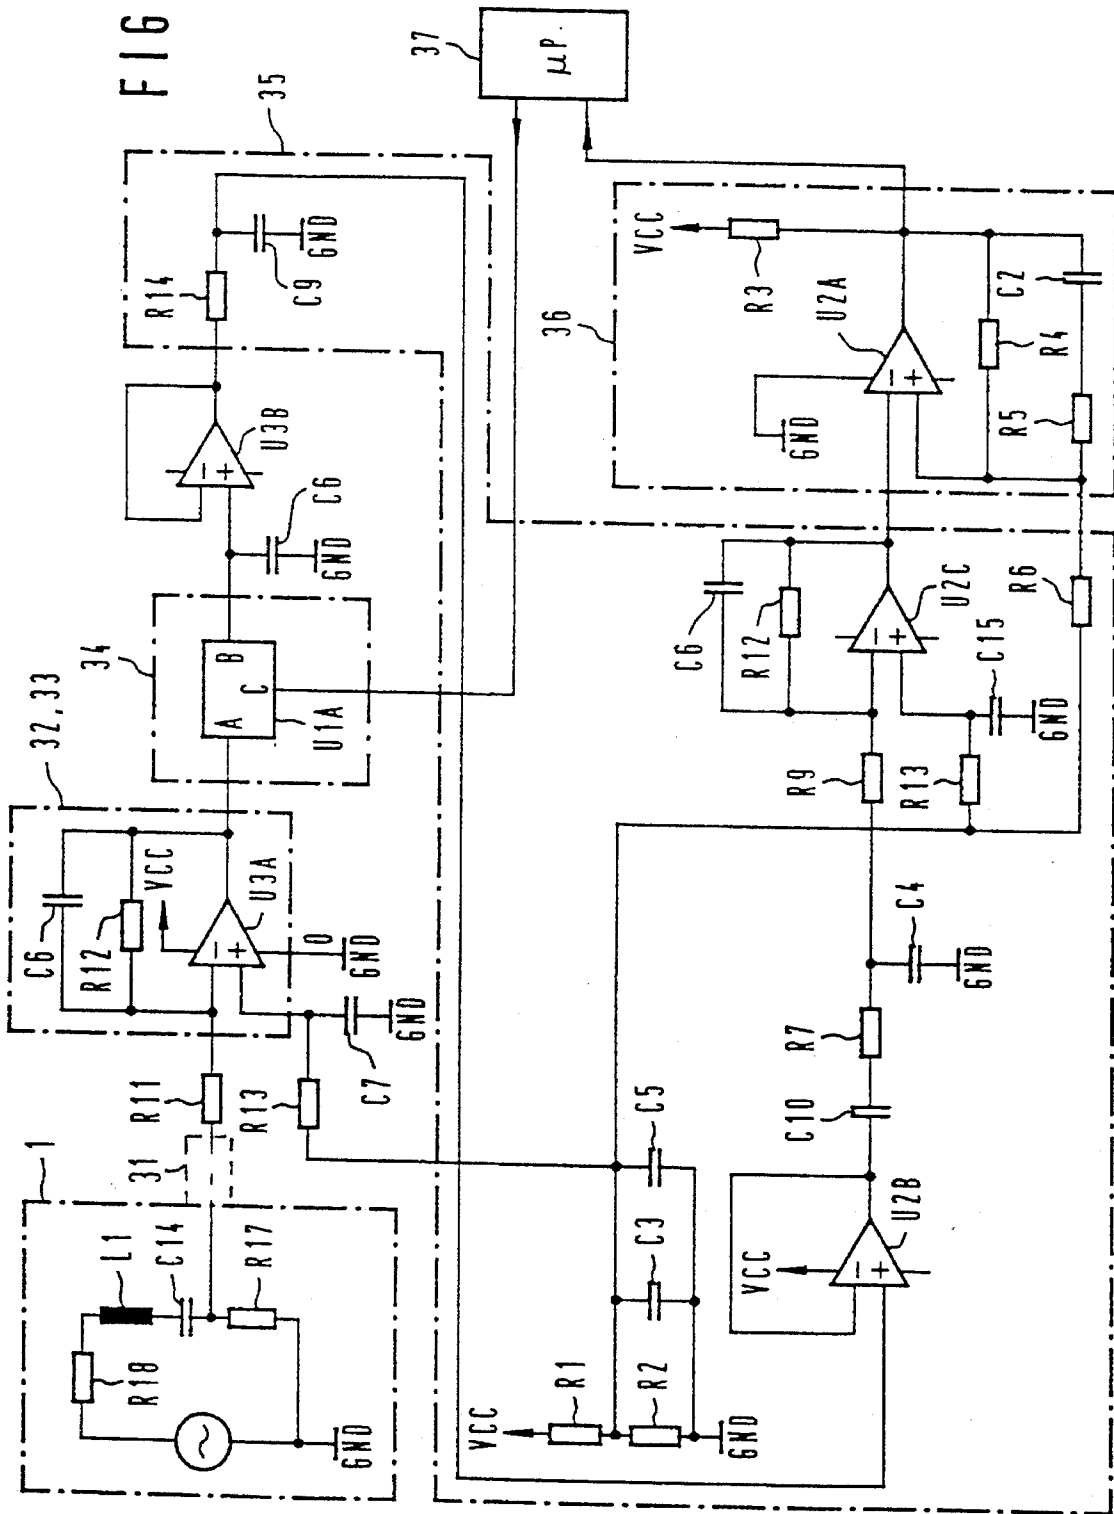 FIG
1
R18
L1
C14
R17
GND
31
R11
R13
C7
GND
32, 33
C6
R12
VCC
U3A
0
GND
34
A
B
C
U1A
C6
GND
U3B
R14
C9
GND
35
37
µP.
VCC
R1
R2
GND
C3
C5
VCC
U2B
C10
R7
C4
GND
R9
R13
C15
GND
C6
R12
U2C
R6
36
GND
U2A
VCC
R3
R4
R5
C2